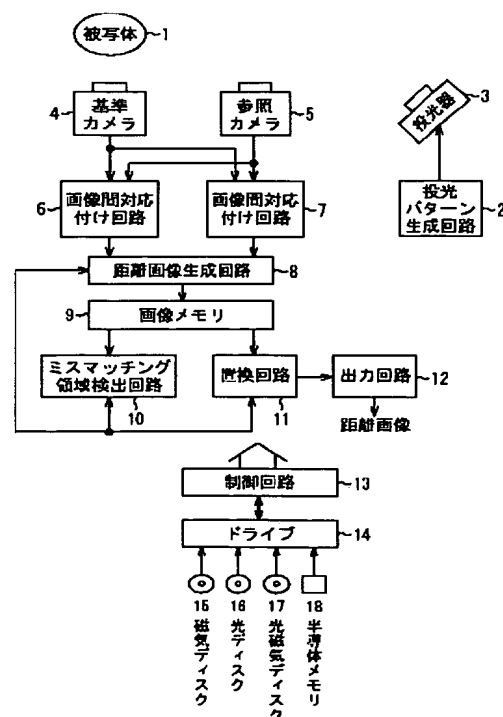 被写体
1
4
基準
カメラ
参照
カメラ
5
投光器
3
6
画像間対応
付け回路
画像間対応
付け回路
7
投光
パターン
生成回路
2
距離画像生成回路
8
9
画像メモリ
ミスマッチング
領域検出回路
10
置換回路
11
出力回路
12
距離画像
制御回路
13
ドライブ
14
15
磁気ディスク
16
光ディスク
17
光磁気ディスク
18
半導体メモリ